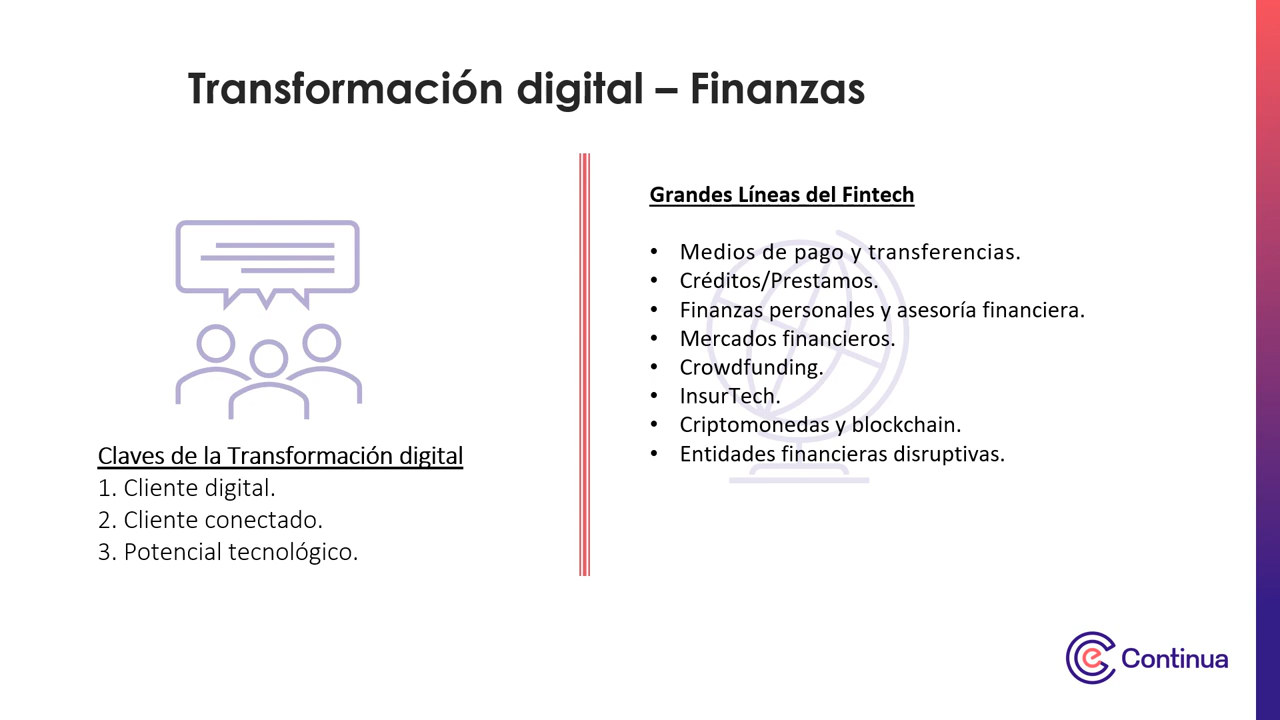 Transformación digital – Finanzas
Claves de la Transformación digital
1. Cliente digital.
2. Cliente conectado.
3. Potencial tecnológico.
Grandes Líneas del Fintech
• Medios de pago y transferencias.
• Créditos/Prestamos.
• Finanzas personales y asesoría financiera.
• Mercados financieros.
• Crowdfunding.
• InsurTech.
• Criptomonedas y blockchain.
• Entidades financieras disruptivas.
e Continua